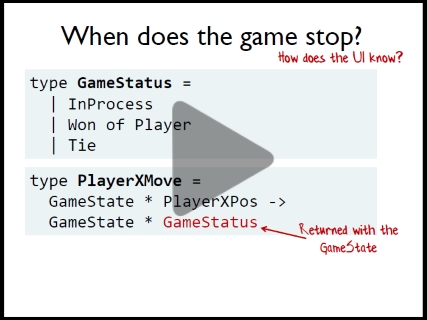 When does the game stop?
How does the UI know?
type GameStatus =
| InProcess
| Won of Player
| Tie
type PlayerXMove =
GameState * PlayerXPos ->
GameState * GameStatus
Returned with the
GameState